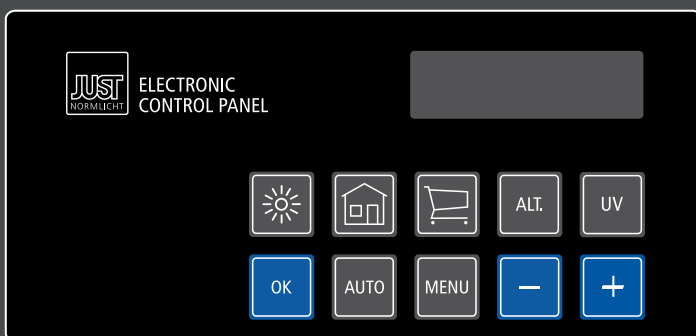 JUST
NORMLICHT
ELECTRONIC
CONTROL PANEL
ALT. UV
OK AUTO MENU − +